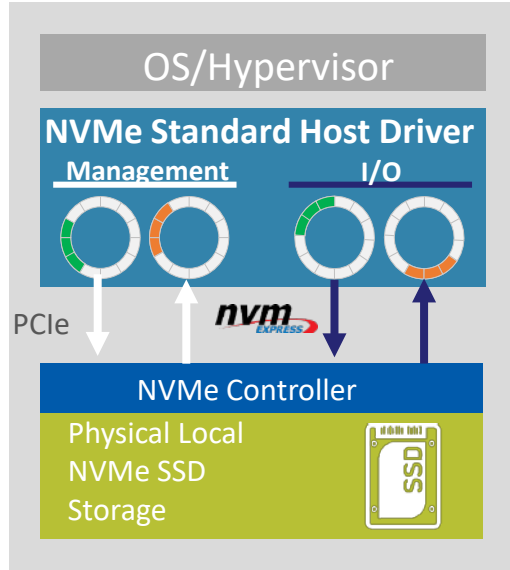 OS/Hypervisor
NVMe Standard Host Driver
Management
I/O
PCIe
nvm
EXPRESS
NVMe Controller
Physical Local
NVMe SSD
Storage
SSD